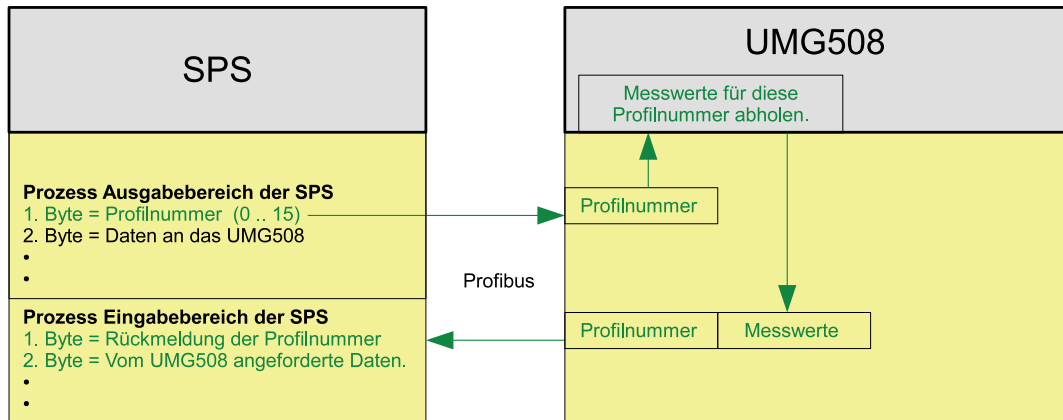 SPS
Prozess Ausgabebereich der SPS
1. Byte = Profilnummer (0 .. 15)
2. Byte = Daten an das UMG508
•
•
Prozess Eingabebereich der SPS
1. Byte = Rückmeldung der Profilnummer
2. Byte = Vom UMG508 angeforderte Daten.
•
•
Profibus
UMG508
Messwerte für diese
Profilnummer abholen.
Profilnummer
Profilnummer
Messwerte